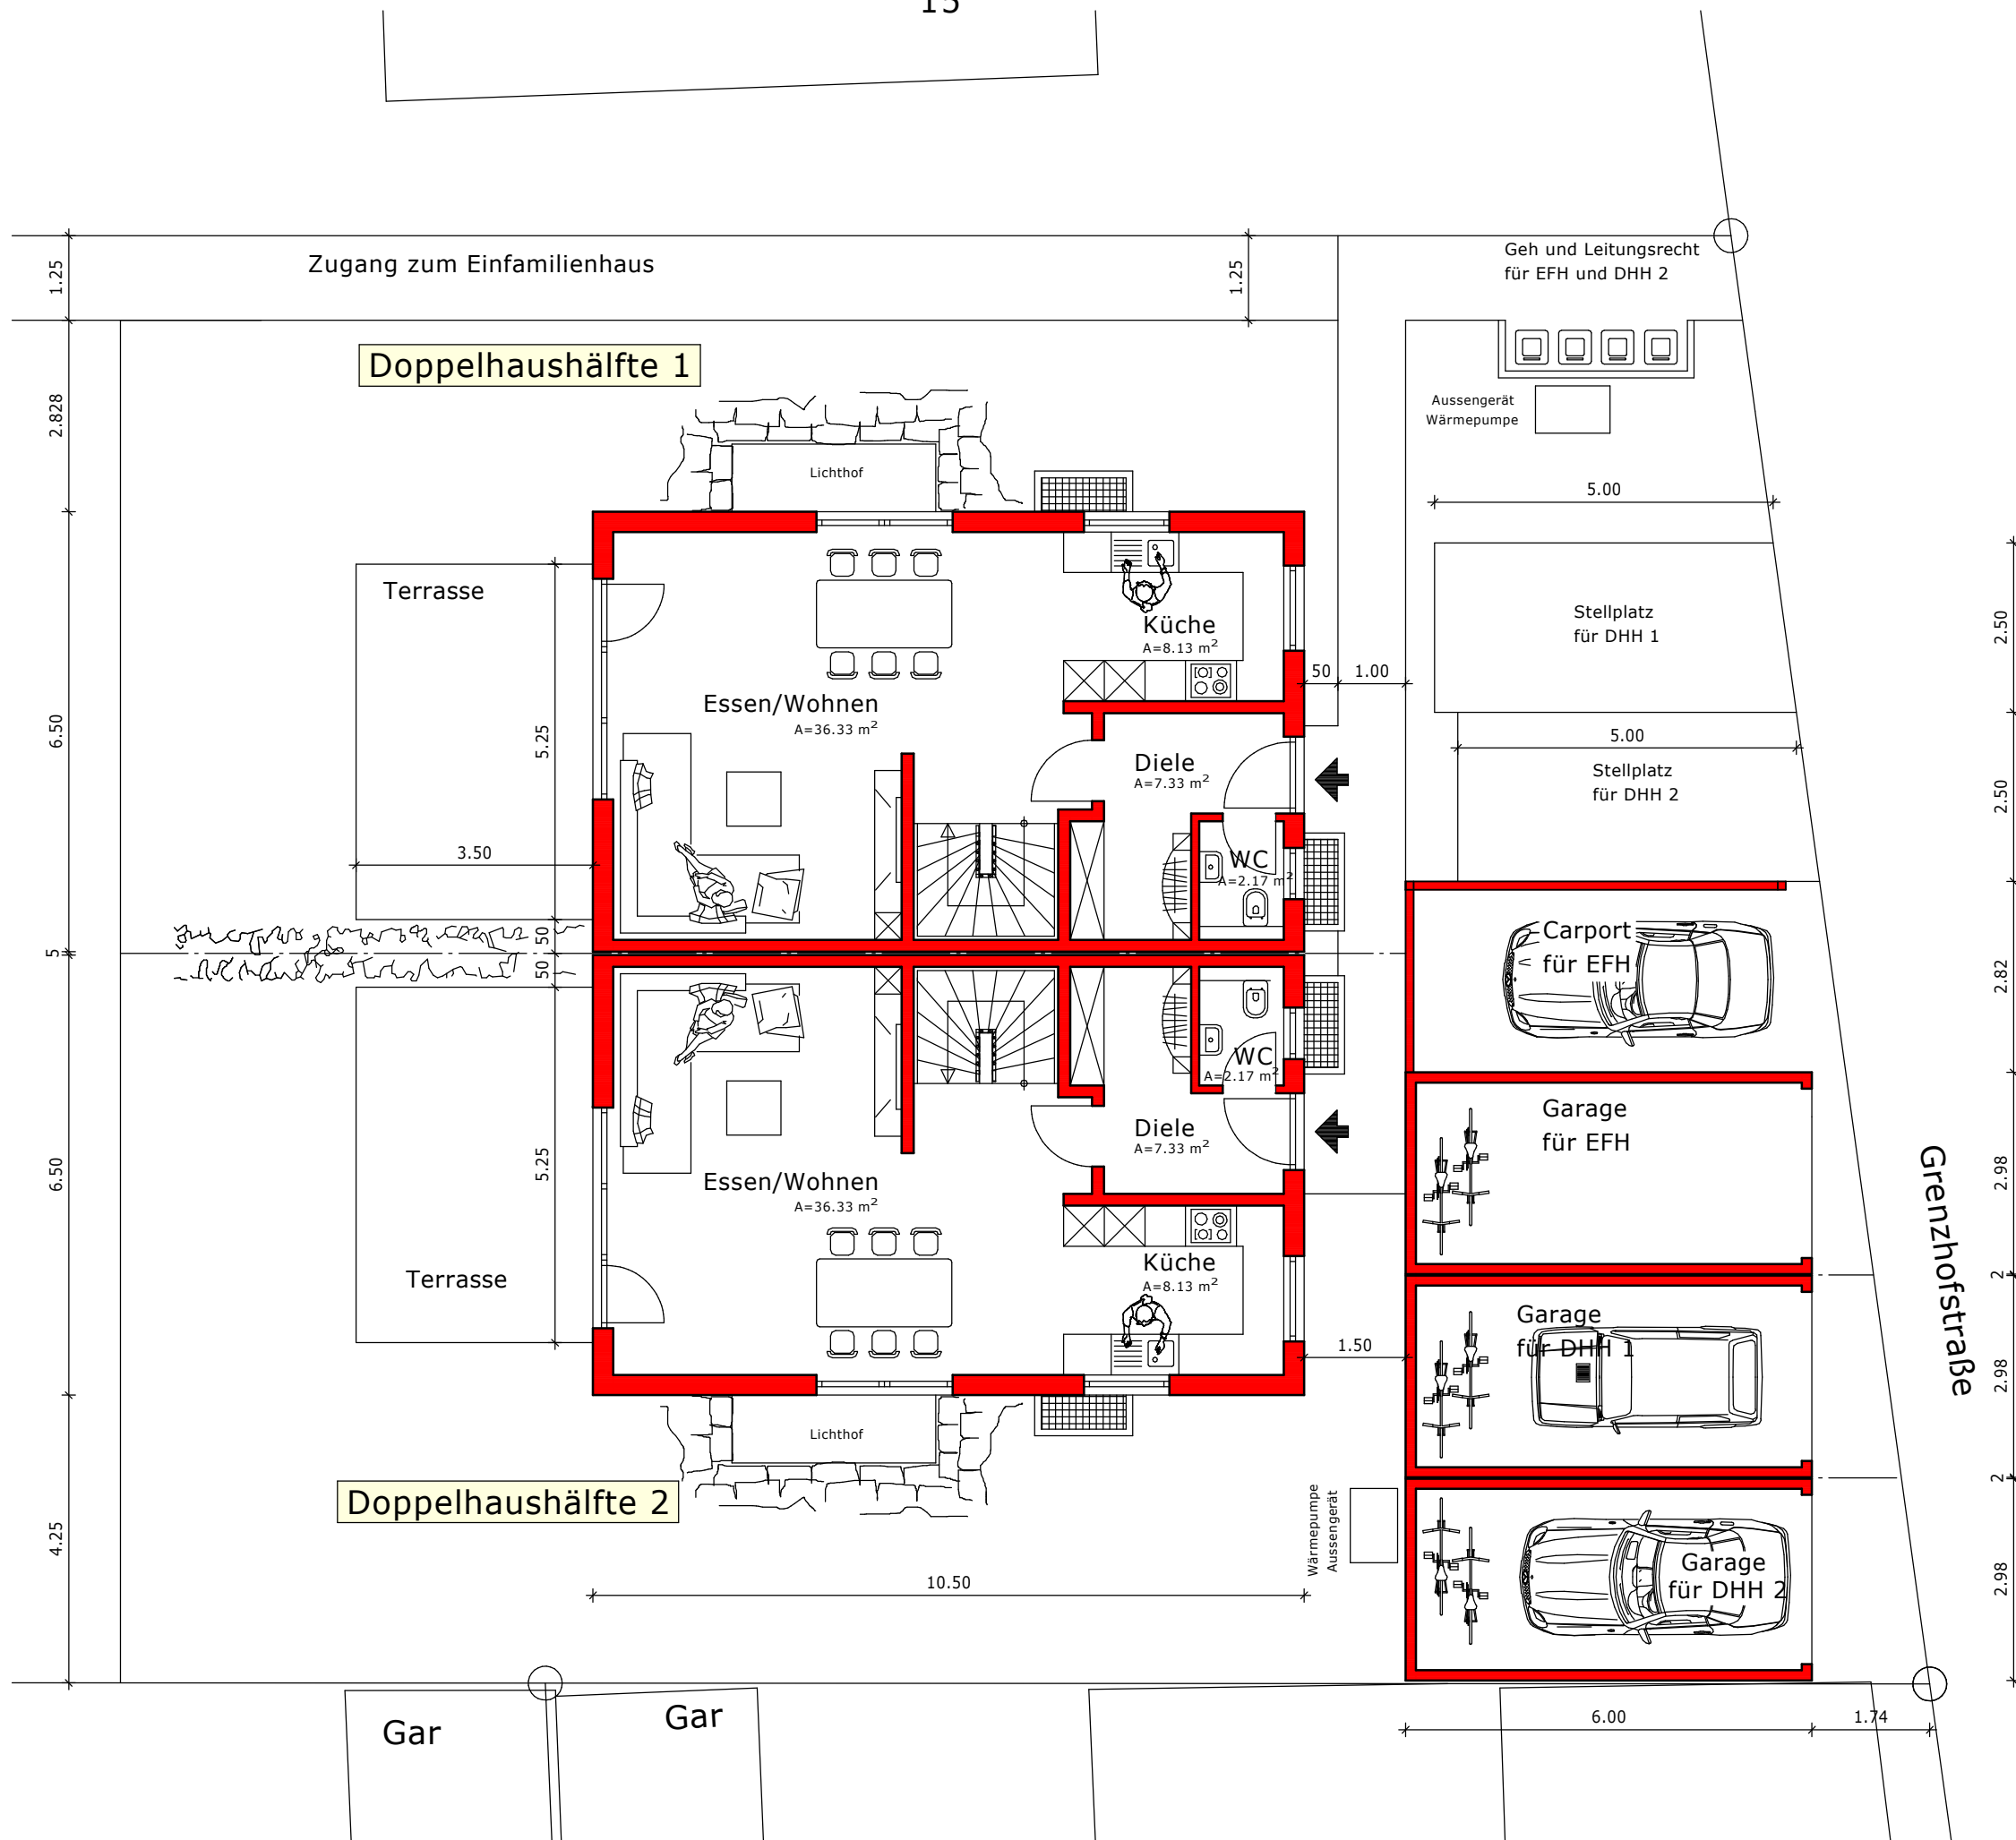 15
Zugang zum Einfamilienhaus
Geh und Leitungsrecht
für EFH und DHH 2
1.25
1.25
Doppelhaushälfte 1
2.828
Aussengerät
Wärmepumpe
Lichthof
5.00
Terrasse
Küche
A=8.13 m²
Stellplatz
für DHH 1
2.50
50
1.00
Essen/Wohnen
A=36.33 m²
6.50
5.25
Diele
A=7.33 m²
5.00
Stellplatz
für DHH 2
2.50
3.50
WC
A=2.17 m²
50
5
50
Carport
für EFH
2.82
WC
A=2.17 m²
Garage
für EFH
Diele
A=7.33 m²
6.50
5.25
Essen/Wohnen
A=36.33 m²
2.98
Grenzhofstraße
Terrasse
Küche
A=8.13 m²
2
Garage
für DHH 1
1.50
2.98
Lichthof
2
Doppelhaushälfte 2
4.25
Wärmepumpe
Aussengerät
Garage
für DHH 2
2.98
10.50
Gar
Gar
6.00
1.74